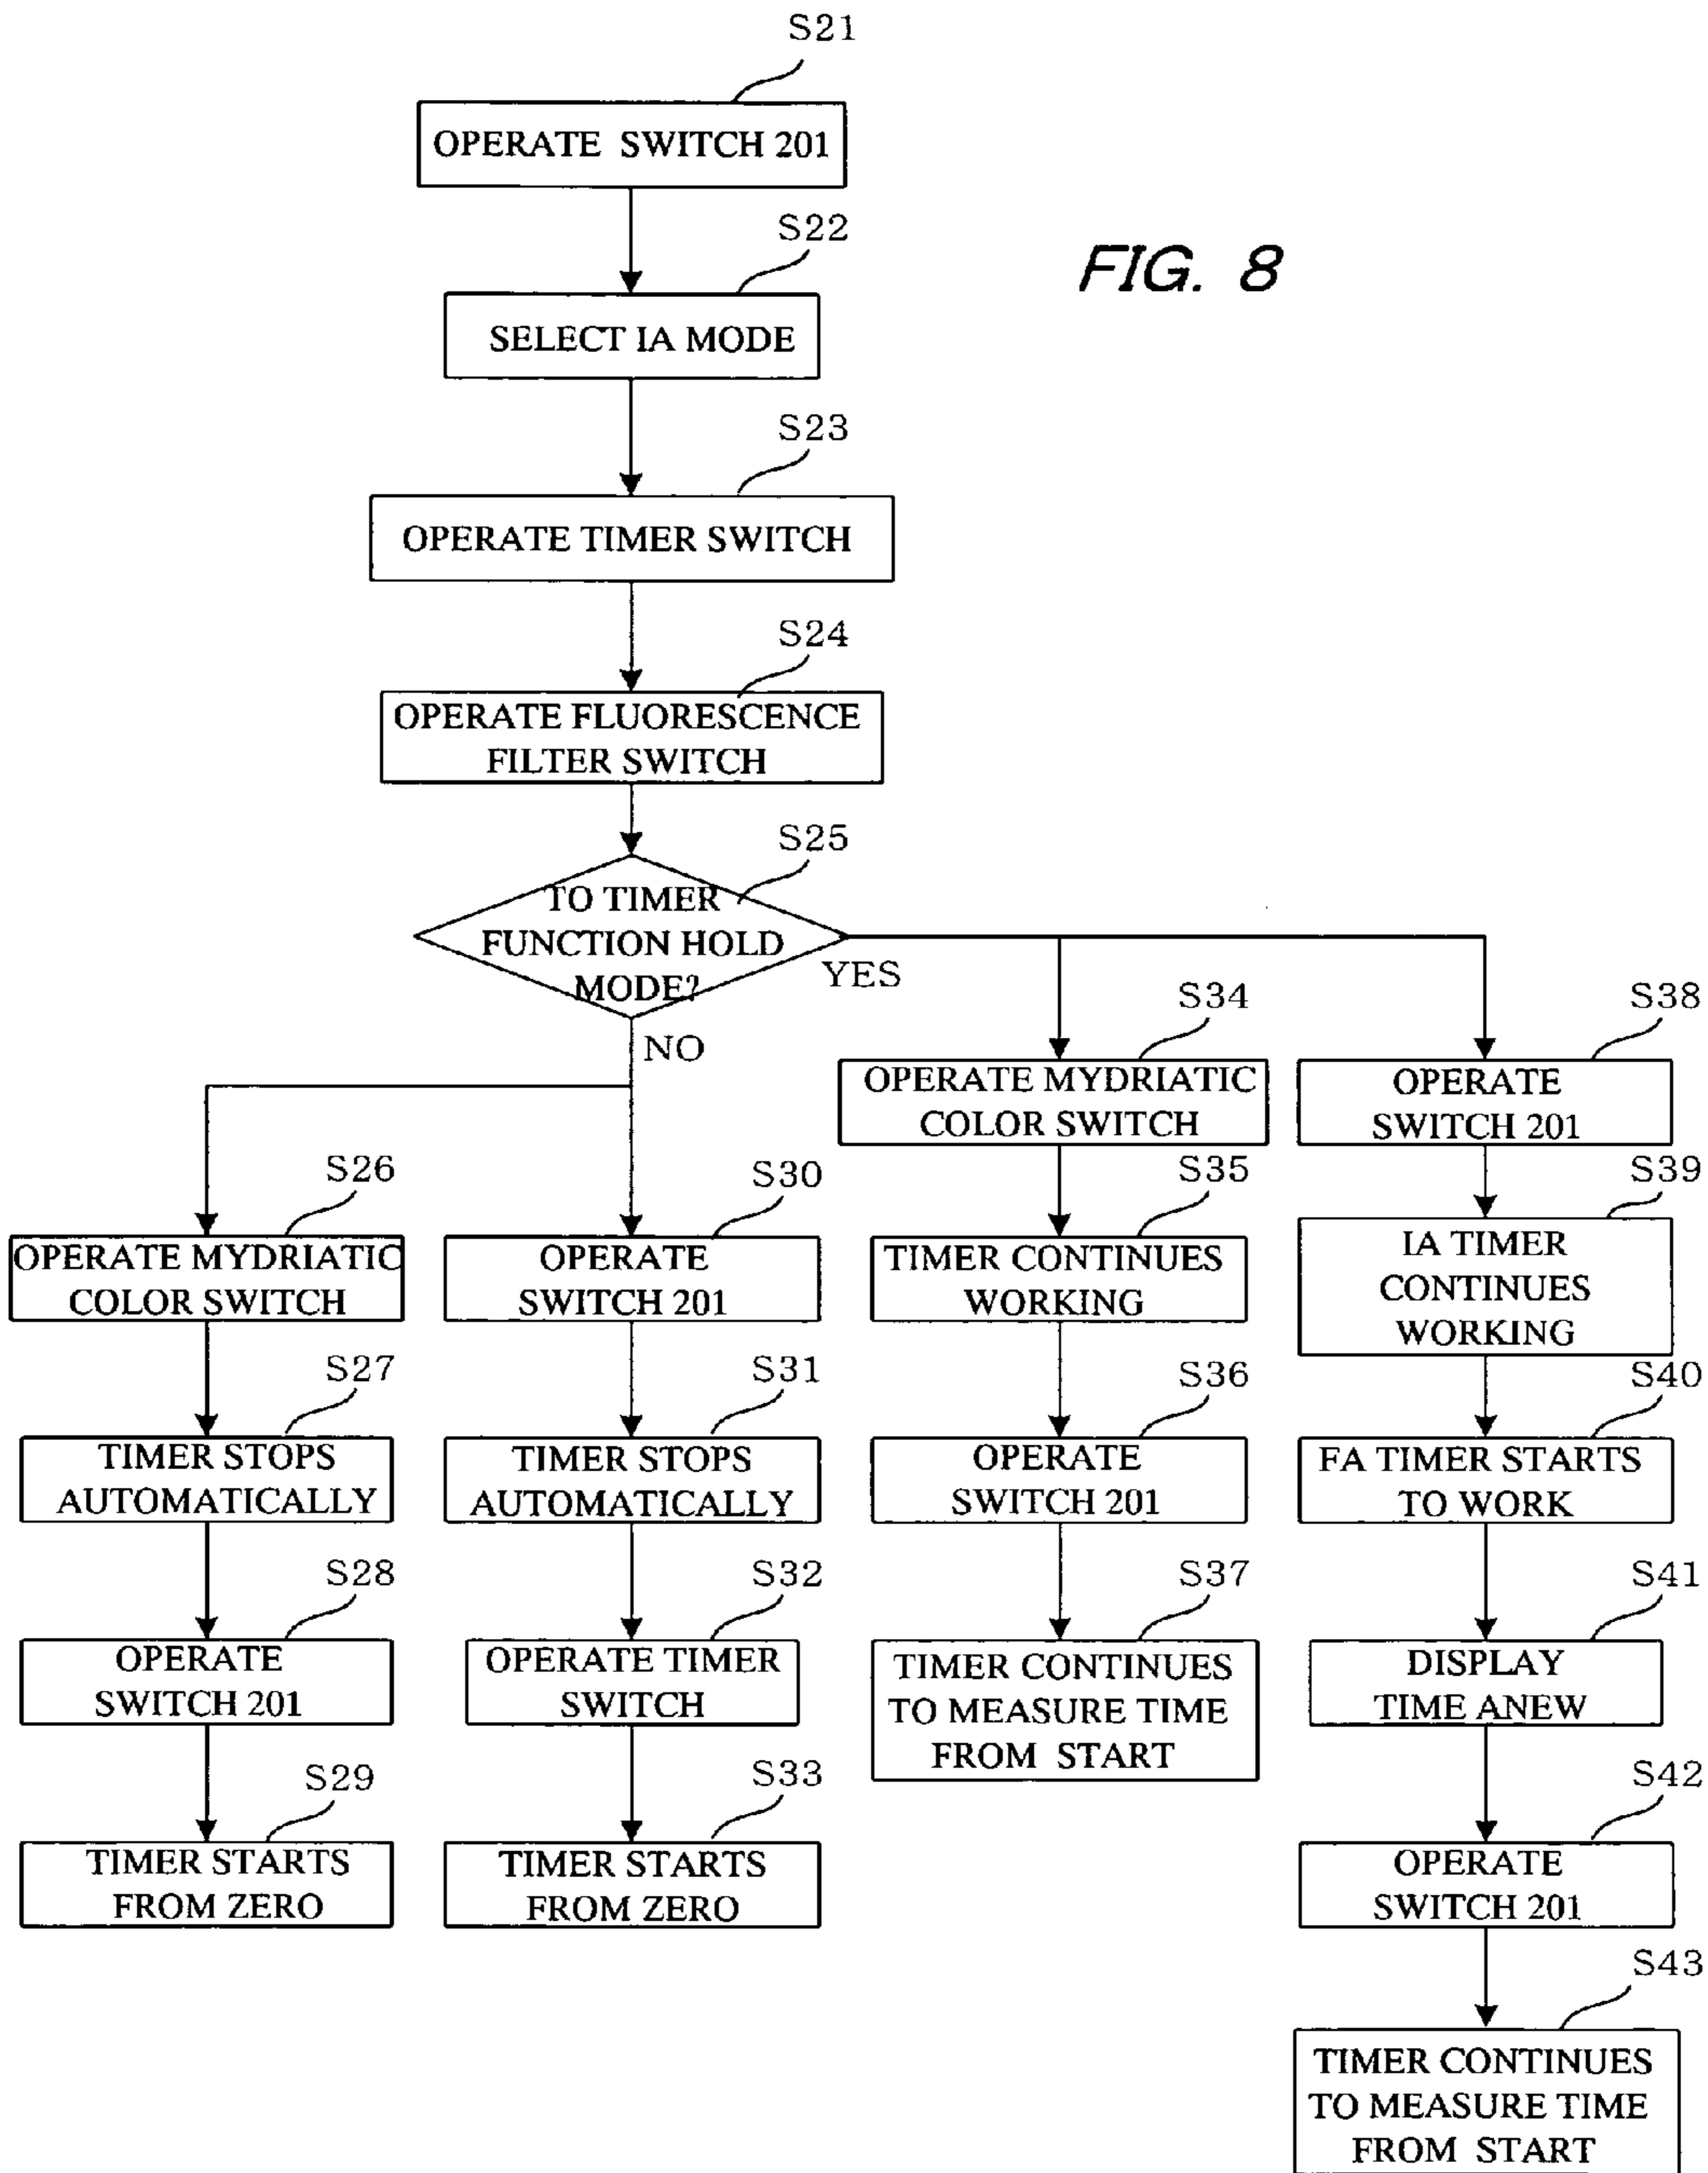 S21
OPERATE SWITCH 201
S22
FIG. 8
SELECT IA MODE
S23
OPERATE TIMER SWITCH
S24
OPERATE FLUORESCENCE
FILTER SWITCH
S25
TO TIMER
FUNCTION HOLD
MODE?
YES
NO
S26
OPERATE MYDRIATIC
COLOR SWITCH
S27
TIMER STOPS
AUTOMATICALLY
S28
OPERATE
SWITCH 201
S29
TIMER STARTS
FROM ZERO
S30
OPERATE
SWITCH 201
S31
TIMER STOPS
AUTOMATICALLY
S32
OPERATE TIMER
SWITCH
S33
TIMER STARTS
FROM ZERO
S34
OPERATE MYDRIATIC
COLOR SWITCH
S35
TIMER CONTINUES
WORKING
S36
OPERATE
SWITCH 201
S37
TIMER CONTINUES
TO MEASURE TIME
FROM START
S38
OPERATE
SWITCH 201
S39
IA TIMER
CONTINUES
WORKING
S40
FA TIMER STARTS
TO WORK
S41
DISPLAY
TIME ANEW
S42
OPERATE
SWITCH 201
S43
TIMER CONTINUES
TO MEASURE TIME
FROM START